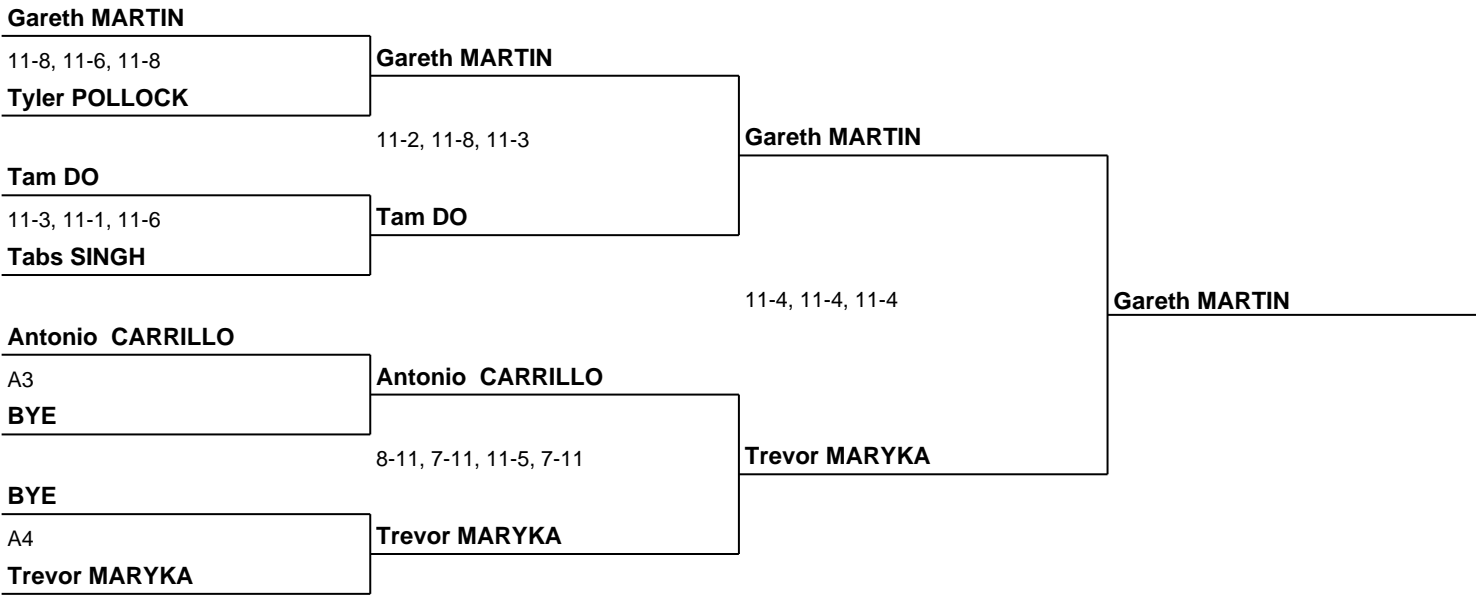 Gareth MARTIN
11-8, 11-6, 11-8
Tyler POLLOCK
Tam DO
11-3, 11-1, 11-6
Tabs SINGH
Antonio  CARRILLO
A3
BYE
BYE
A4
Trevor MARYKA
Gareth MARTIN
11-2, 11-8, 11-3
Tam DO
Antonio  CARRILLO
8-11, 7-11, 11-5, 7-11
Trevor MARYKA
Gareth MARTIN
11-4, 11-4, 11-4
Trevor MARYKA
Gareth MARTIN